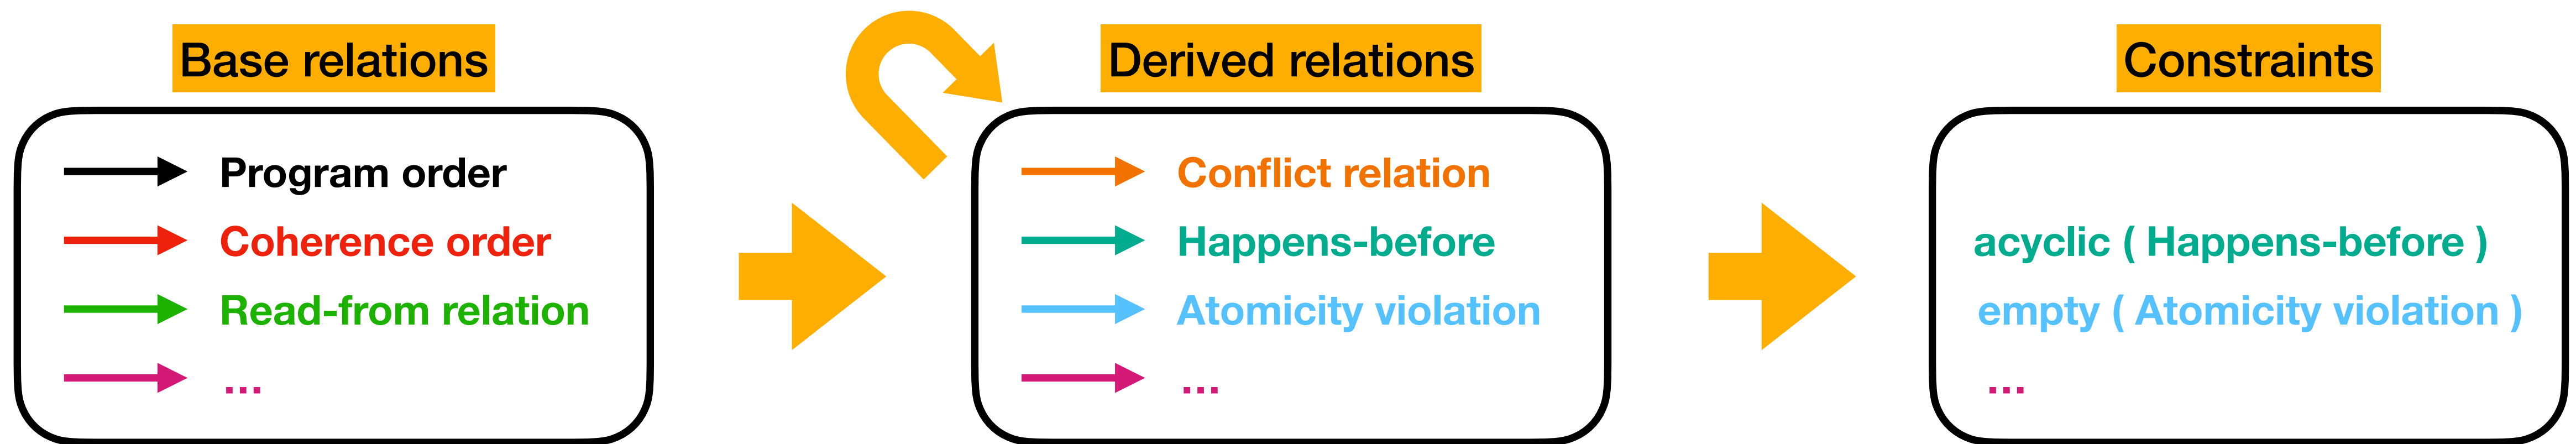 Base relations
Program order
Coherence order
Read-from relation
...
Derived relations
Conflict relation
Happens-before
Atomicity violation
...
Constraints
acyclic ( Happens-before )
empty ( Atomicity violation )
...